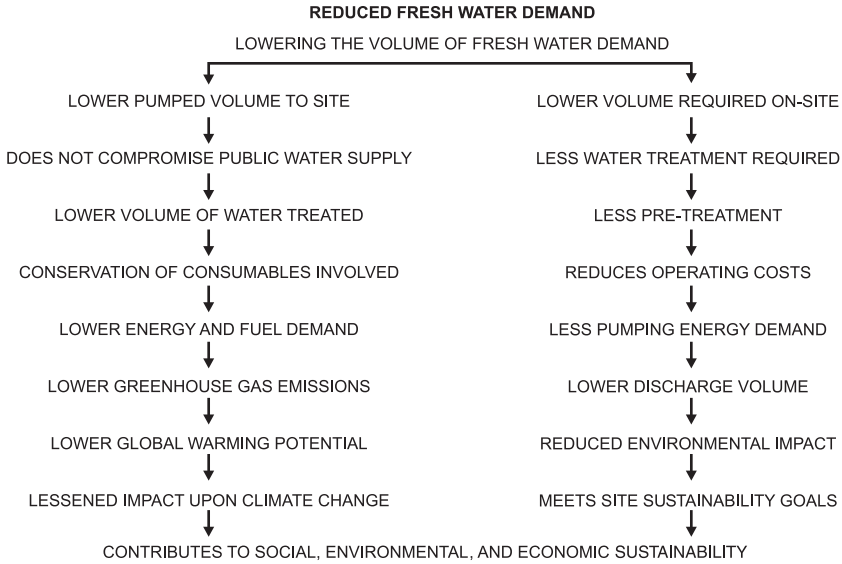 REDUCED FRESH WATER DEMAND
LOWERING THE VOLUME OF FRESH WATER DEMAND
LOWER PUMPED VOLUME TO SITE
DOES NOT COMPROMISE PUBLIC WATER SUPPLY
LOWER VOLUME OF WATER TREATED
CONSERVATION OF CONSUMABLES INVOLVED
LOWER ENERGY AND FUEL DEMAND
LOWER GREENHOUSE GAS EMISSIONS
LOWER GLOBAL WARMING POTENTIAL
LESSENED IMPACT UPON CLIMATE CHANGE
LOWER VOLUME REQUIRED ON-SITE
LESS WATER TREATMENT REQUIRED
LESS PRE-TREATMENT
REDUCES OPERATING COSTS
LESS PUMPING ENERGY DEMAND
LOWER DISCHARGE VOLUME
REDUCED ENVIRONMENTAL IMPACT
MEETS SITE SUSTAINABILITY GOALS
CONTRIBUTES TO SOCIAL, ENVIRONMENTAL, AND ECONOMIC SUSTAINABILITY